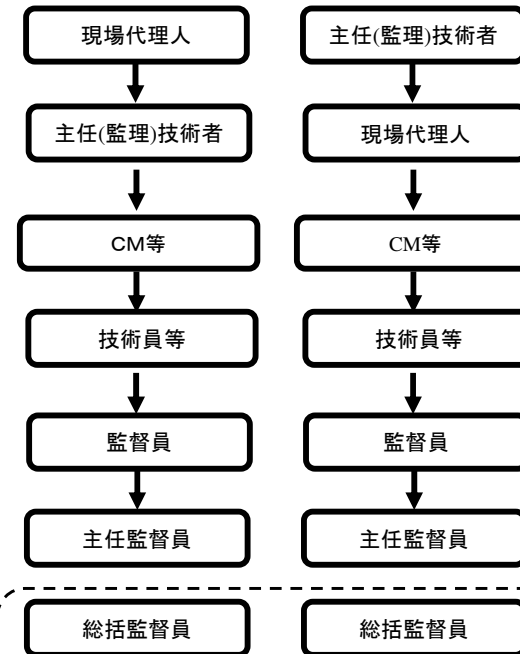 現場代理人
主任(監理)技術者
CM等
技術員等
監督員
主任監督員
総括監督員
主任(監理)技術者
現場代理人
CM等
技術員等
監督員
主任監督員
総括監督員